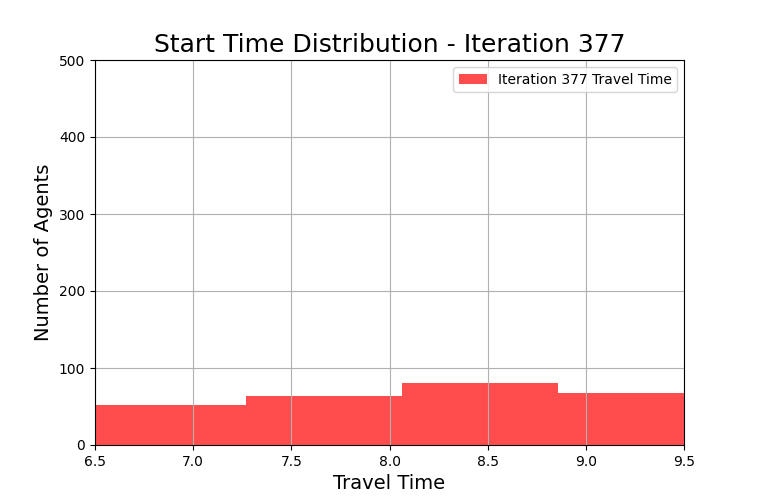 Start Time Distribution - Iteration 377
Iteration 377 Travel Time
Number of Agents
500
400
300
200
100
0
6.5 7.0 7.5 8.0 8.5 9.0 9.5
Travel Time